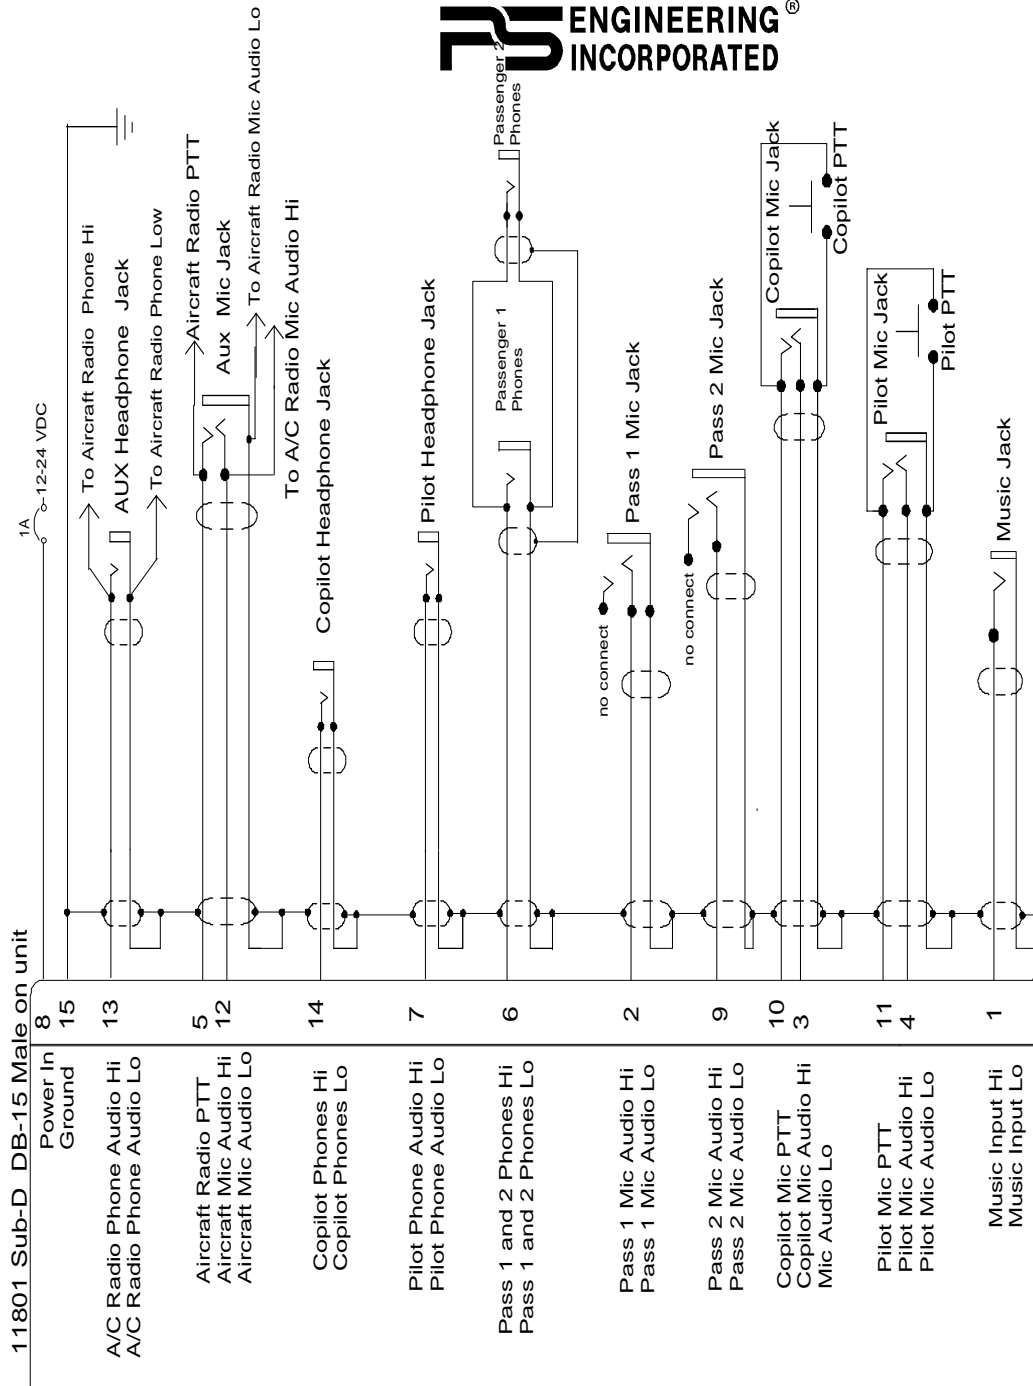 PS ENGINEERING
INCORPORATED ®
11801 Sub-D DB-15 Male on unit
Power In
8
1A
12-24 VDC
Ground
15
A/C Radio Phone Audio Hi
A/C Radio Phone Audio Lo
13
To Aircraft Radio Phone Hi
AUX Headphone Jack
To Aircraft Radio Phone Low
Aircraft Radio PTT
5
Aircraft Mic Audio Hi
12
Aircraft Mic Audio Lo
Aircraft Radio PTT
Aux Mic Jack
To Aircraft Radio Mic Audio Lo
To A/C Radio Mic Audio Hi
Copilot Phones Hi
14
Copilot Phones Lo
Copilot Headphone Jack
Pilot Phone Audio Hi
7
Pilot Phone Audio Lo
Pilot Headphone Jack
Pass 1 and 2 Phones Hi
6
Pass 1 and 2 Phones Lo
Passenger 1
Phones
Passenger 2
Phones
Pass 1 Mic Audio Hi
2
Pass 1 Mic Audio Lo
no connect
Pass 1 Mic Jack
Pass 2 Mic Audio Hi
9
Pass 2 Mic Audio Lo
no connect
Pass 2 Mic Jack
Copilot Mic PTT
10
Copilot Mic Audio Hi
3
Mic Audio Lo
Copilot Mic Jack
Copilot PTT
Pilot Mic PTT
11
Pilot Mic Audio Hi
4
Pilot Mic Audio Lo
Pilot Mic Jack
Pilot PTT
Music Input Hi
1
Music Input Lo
Music Jack